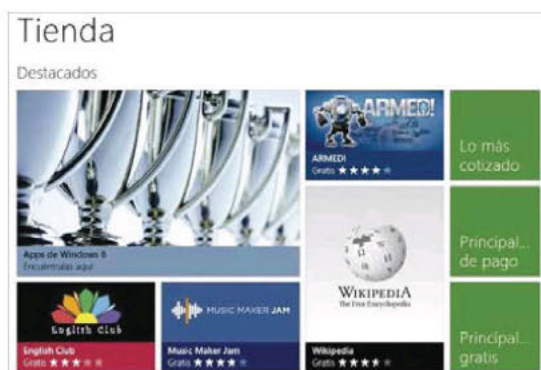 Tienda
Destacados
Apps de Windows 8
Encuéntralas aquí
ARMED!
ARMED!
Gratis
Lo más
cotizado
WIKIPEDIA
The Free Encyclopedia
Wikipedia
Gratis
Principal...
de pago
English Club
English Club
Gratis
MUSIC MAKER JAM
Music Maker Jam
Gratis
Principal...
gratis